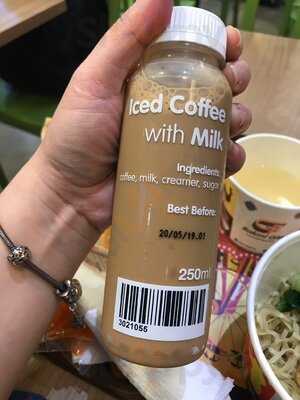 Iced Coffee
with Milk
Ingredients:
coffee, milk, creamer, sugar
Best Before:
20/05/19.01
250ml
3021055